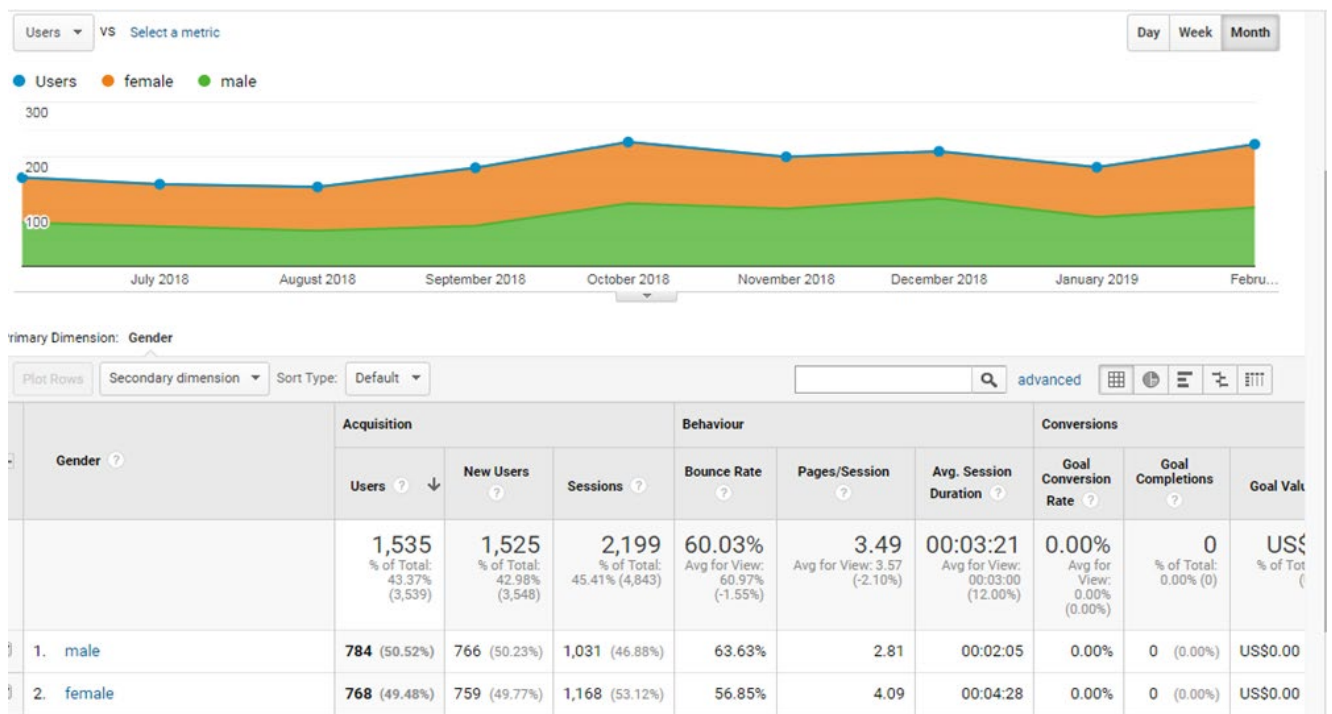 Users VS Select a metric Day Week Month
Users female male
300
200
100
July 2018 August 2018 September 2018 October 2018 November 2018 December 2018 January 2019 Febru...
rimary Dimension: Gender
Plot Rows Secondary dimension Sort Type: Default advanced
Acquisition Behaviour Conversions
Gender ? Users ? New Users ? Sessions ? Bounce Rate ? Pages/Session ? Avg. Session Duration ? Goal Conversion Rate ? Goal Completions ? Goal Valu
1,535 1,525 2,199 60.03% 3.49 00:03:21 0.00% 0 US$
% of Total: 43.37% (3,539) % of Total: 42.98% (3,548) % of Total: 45.41% (4,843) Avg for View: 60.97% (-1.55%) Avg for View: 3.57 (-2.10%) Avg for View: 00:03:00 (12.00%) Avg for View: 0.00% (0.00%) % of Total: 0.00% (0) % of Tot
1. male 784 (50.52%) 766 (50.23%) 1,031 (46.88%) 63.63% 2.81 00:02:05 0.00% 0 (0.00%) US$0.00
2. female 768 (49.48%) 759 (49.77%) 1,168 (53.12%) 56.85% 4.09 00:04:28 0.00% 0 (0.00%) US$0.00